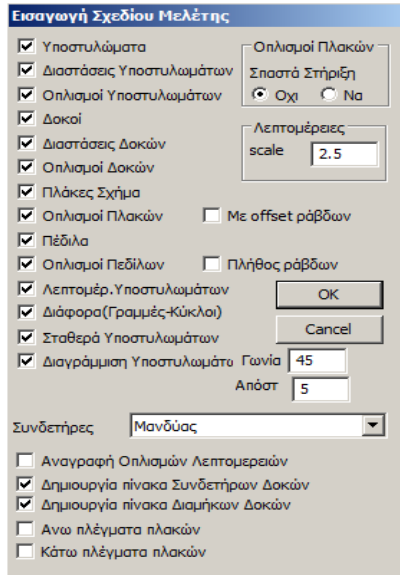 Εισαγωγή Σχεδίου Μελέτης
Υποστυλώματα
Διαστάσεις Υποστυλωμάτων
Οπλισμοί Υποστυλωμάτων
Δοκοί
Διαστάσεις Δοκών
Οπλισμοί Δοκών
Πλάκες Σχήμα
Οπλισμοί Πλακών
Πέδιλα
Οπλισμοί Πεδίλων
Λεπτομέρ.Υποστυλωμάτων
Διάφορα(Γραμμές-Κύκλοι)
Σταθερά Υποστυλωμάτων
Διαγράμμιση Υποστυλωμάτω
Οπλισμοί Πλακών
Σπαστά Στήριξη
Οχι Να
Λεπτομέρειες
scale 2.5
Με offset ράβδων
Πλήθος ράβδων
OK
Cancel
Γωνία 45
Απόστ 5
Συνδετήρες Μανδύας
Αναγραφή Οπλισμών Λεπτομερειών
Δημιουργία πίνακα Συνδετήρων Δοκών
Δημιουργία πίνακα Διαμήκων Δοκών
Ανω πλέγματα πλακών
Κάτω πλέγματα πλακών